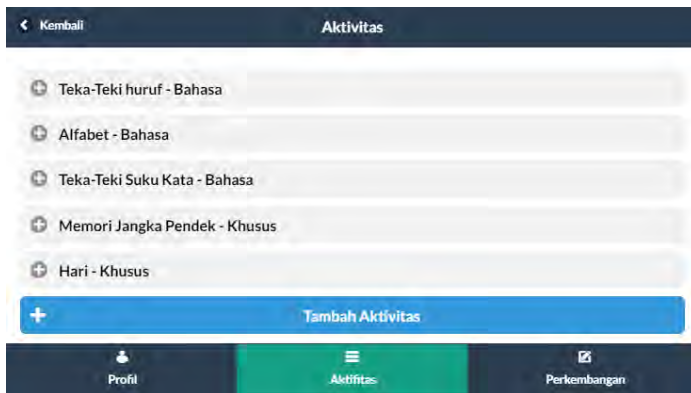 Kembali
Aktivitas
Teka-Teki huruf - Bahasa
Alfabet - Bahasa
Teka-Teki Suku Kata - Bahasa
Memori Jangka Pendek - Khusus
Hari - Khusus
Tambah Aktivitas
Profil
Aktifitas
Perkembangan